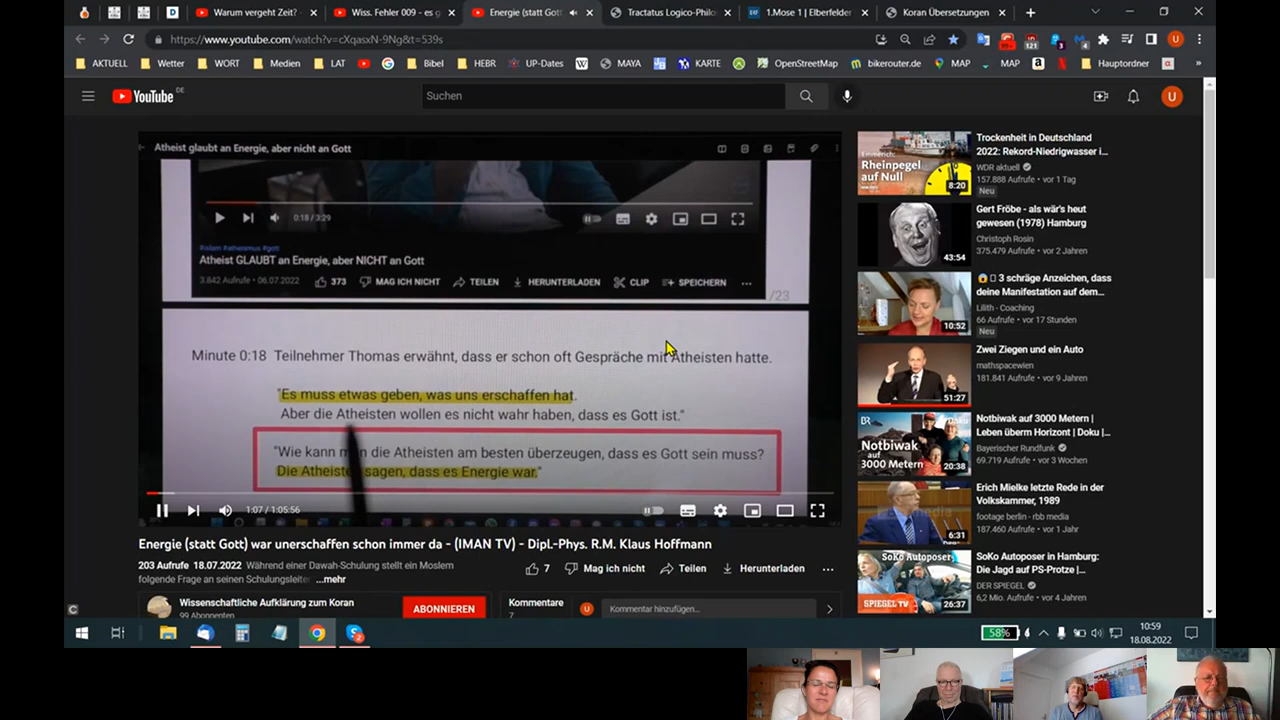 D
Warum vergeht Zeit?
Wiss. Fehler 009 - es g
Energie (statt Gott)
Tractatus Logico-Philo
1.Mose 1 | Elberfelder
Koran Übersetzungen
https://www.youtube.com/watch?v=cXqasxN-9Ng&t=539s
AKTUELL
Wetter
WORT
Medien
LAT
Bibel
HEBR
UP-Dates
MAYA
KARTE
OpenStreetMap
bikerouter.de
MAP
MAP
Hauptordner
YouTube DE
Suchen
U
Atheist glaubt an Energie, aber nicht an Gott
0:18 / 3:29
#islam #atheismus #gott
Atheist GLAUBT an Energie, aber NICHT an Gott
3.842 Aufrufe • 06.07.2022
373
MAG ICH NICHT
TEILEN
HERUNTERLADEN
CLIP
SPEICHERN
/23
Minute 0:18 Teilnehmer Thomas erwähnt, dass er schon oft Gespräche mit Atheisten hatte.
"Es muss etwas geben, was uns erschaffen hat.
Aber die Atheisten wollen es nicht wahr haben, dass es Gott ist."
"Wie kann man die Atheisten am besten überzeugen, dass es Gott sein muss?
Die Atheisten sagen, dass es Energie war."
1:07 / 1:05:56
Energie (statt Gott) war unerschaffen schon immer da - (IMAN TV) - Dipl.-Phys. R.M. Klaus Hoffmann
203 Aufrufe 18.07.2022 Während einer Dawah-Schulung stellt ein Moslem
folgende Frage an seinen Schulungsleiter ...mehr
7
Mag ich nicht
Teilen
Herunterladen
Wissenschaftliche Aufklärung zum Koran
99 Abonnenten
ABONNIEREN
Kommentare
7
U
Kommentar hinzufügen...
Emmerich:
Rheinpegel
auf Null
8:20
Trockenheit in Deutschland
2022: Rekord-Niedrigwasser i...
WDR aktuell
157.888 Aufrufe • vor 1 Tag
Neu
43:54
Gert Fröbe - als wär's heut
gewesen (1978) Hamburg
Christoph Rosin
375.479 Aufrufe • vor 2 Jahren
10:52
3 schräge Anzeichen, dass
deine Manifestation auf dem...
Lilith - Coaching
66 Aufrufe • vor 17 Stunden
Neu
51:27
Zwei Ziegen und ein Auto
mathspacewien
181.841 Aufrufe • vor 9 Jahren
BR
Notbiwak
auf
3000 Metern
20:38
Notbiwak auf 3000 Metern |
Leben überm Horizont | Doku |...
Bayerischer Rundfunk
69.719 Aufrufe • vor 3 Wochen
6:31
Erich Mielke letzte Rede in der
Volkskammer, 1989
footage berlin - rbb media
187.460 Aufrufe • vor 1 Jahr
SoKo Autoposer
SPIEGEL TV
26:37
SoKo Autoposer in Hamburg:
Die Jagd auf PS-Protze |...
DER SPIEGEL
6,2 Mio. Aufrufe • vor 4 Jahren
58%
10:59
18.08.2022